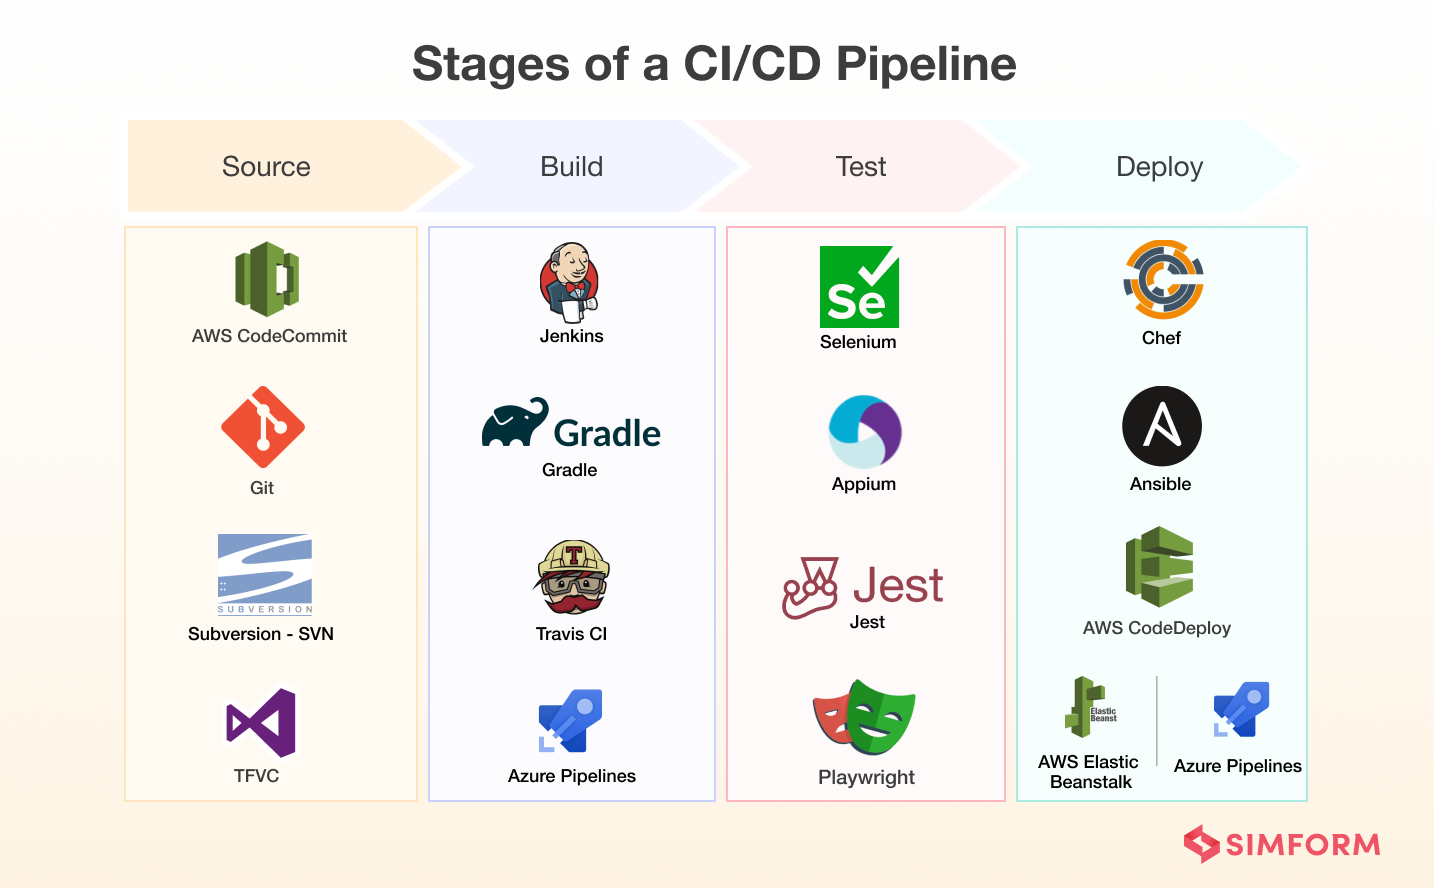 Stages of a CI/CD Pipeline
Source
Build
Test
Deploy
AWS CodeCommit
Git
SUBVERSION
Subversion - SVN
TFVC
Jenkins
Gradle
Gradle
T
Travis CI
Azure Pipelines
Se
Selenium
Appium
Jest
Jest
Playwright
Chef
A
Ansible
AWS CodeDeploy
Elastic
Beanst
AWS Elastic
Beanstalk
Azure Pipelines
SIMFORM